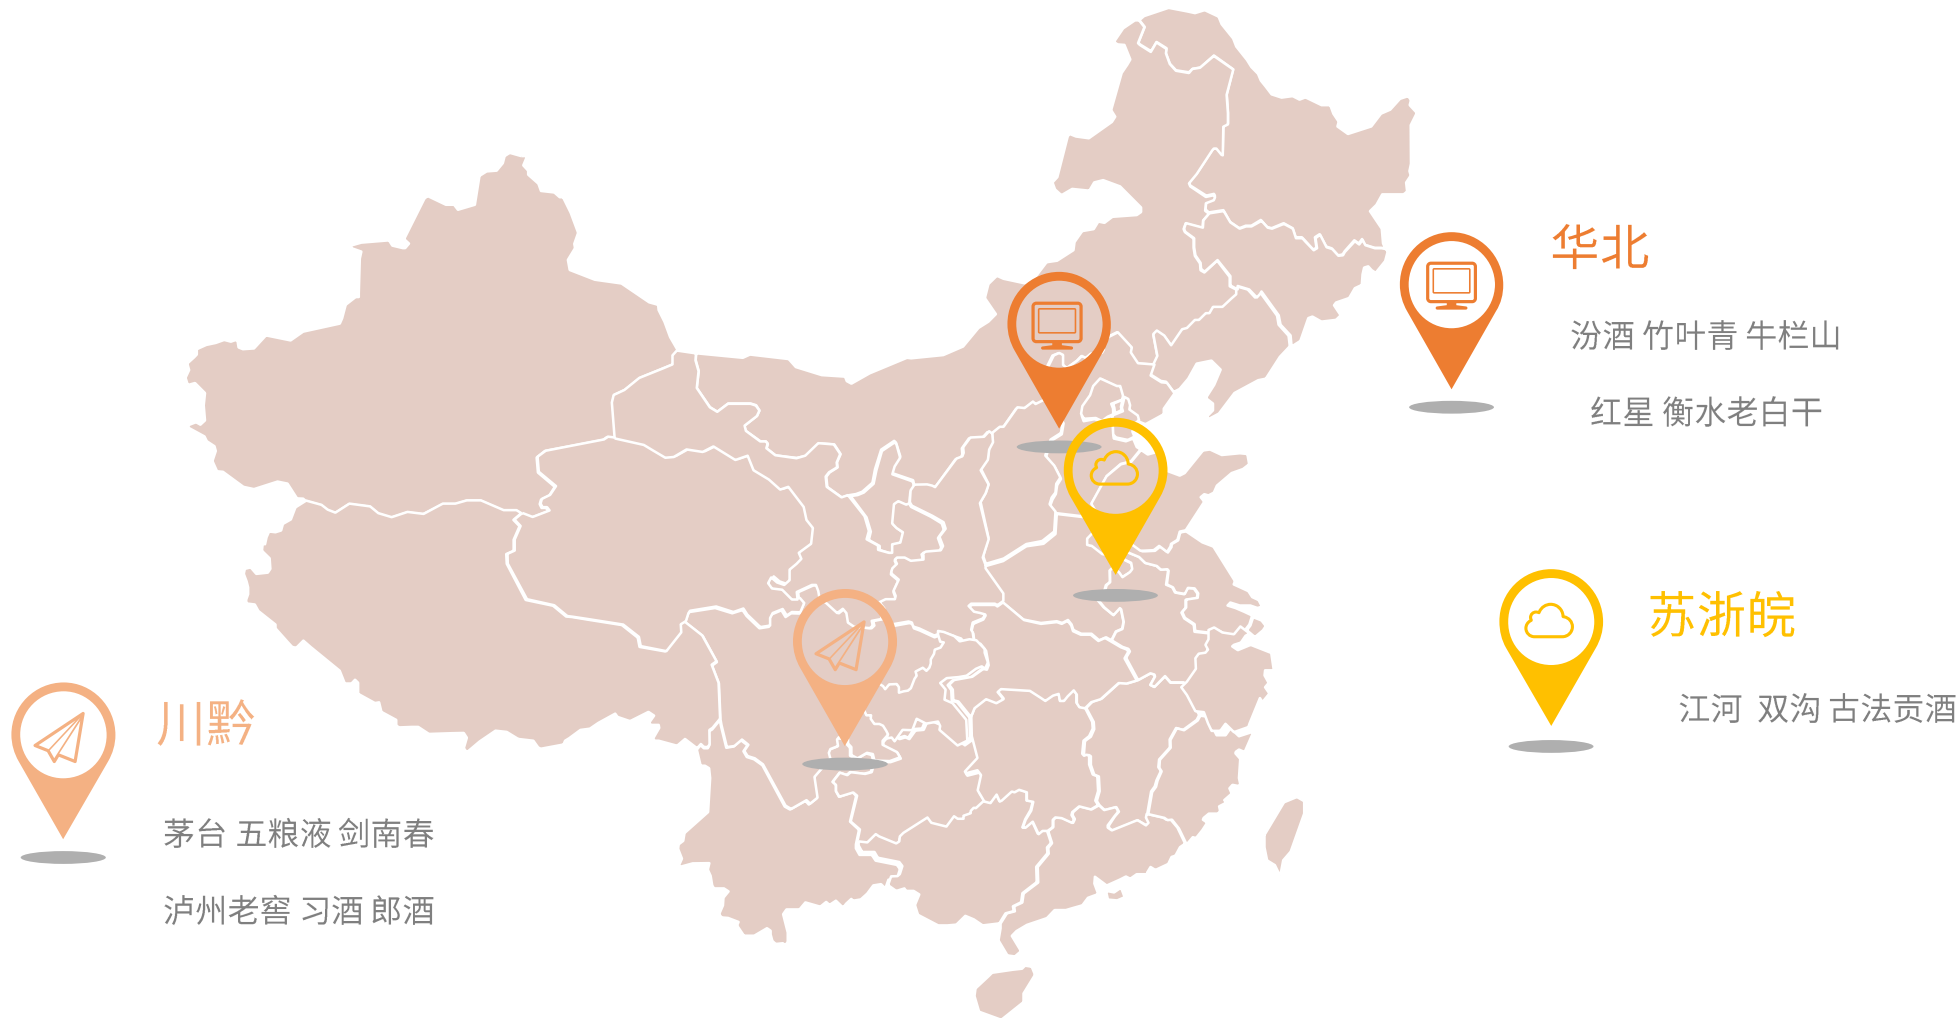 华北
汾酒 竹叶青 牛栏山
红星 衡水老白干
苏浙皖
江河 双沟 古法贡酒
川黔
茅台 五粮液 剑南春
泸州老窖 习酒 郎酒